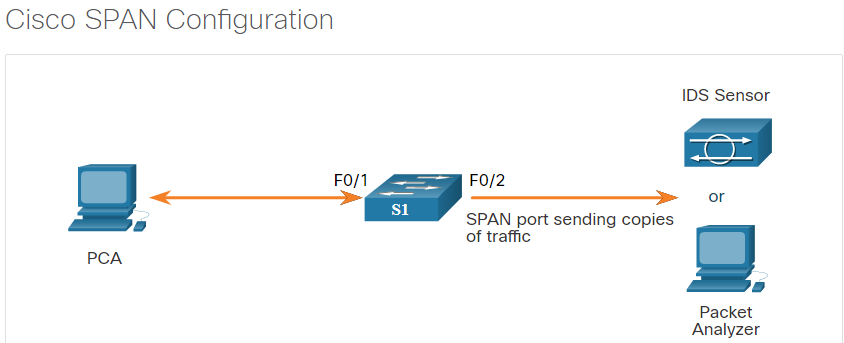 Cisco SPAN Configuration
IDS Sensor
F0/1
F0/2
S1
or
SPAN port sending copies
of traffic
PCA
Packet
Analyzer